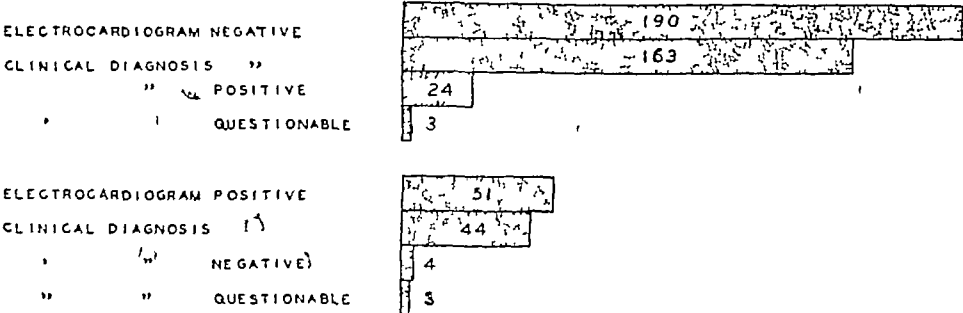 ELECTROCARDIOGRAM NEGATIVE 190
CLINICAL DIAGNOSIS " 163
" POSITIVE 24
" " QUESTIONABLE 3
ELECTROCARDIOGRAM POSITIVE 51
CLINICAL DIAGNOSIS " 44
" " NEGATIVE 4
" " QUESTIONABLE 3